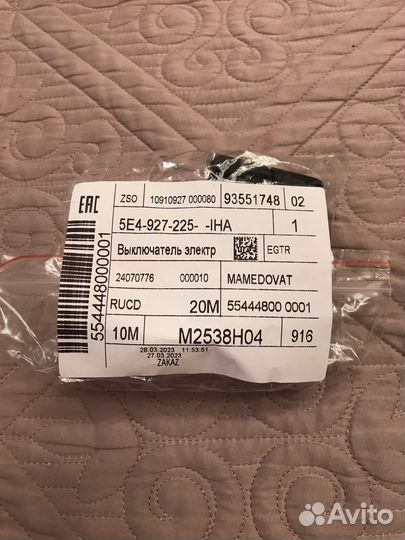 EAC
554448000001
ZSO 10910927 000080 93551748 02
5E4-927-225- -IHA 1
Выключатель электр EGTR
24070776 000010 MAMEDOVAT
RUCD 20M 55444800 0001
10M M2538H04 916
28.03.2023 11:53:51
27.03.2023
ZAKAZ
Avito